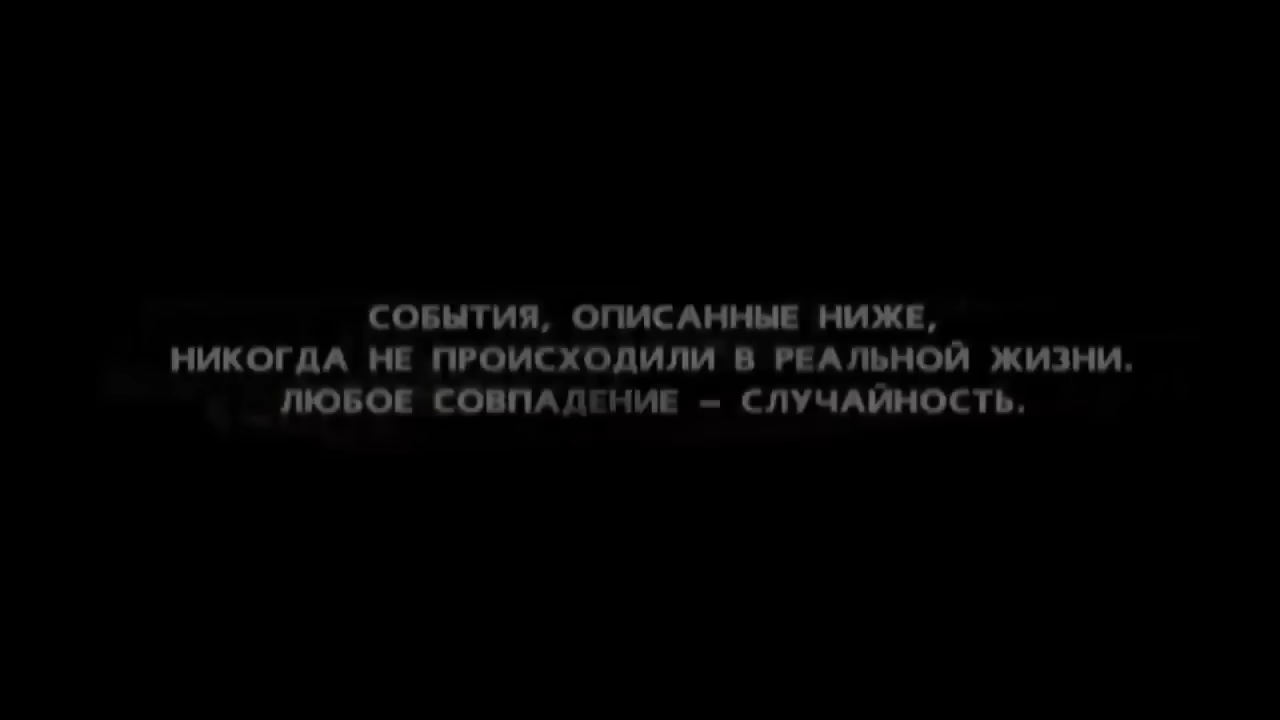 СОБЫТИЯ, ОПИСАННЫЕ НИЖЕ,
НИКОГДА НЕ ПРОИСХОДИЛИ В РЕАЛЬНОЙ ЖИЗНИ.
ЛЮБОЕ СОВПАДЕНИЕ – СЛУЧАЙНОСТЬ.